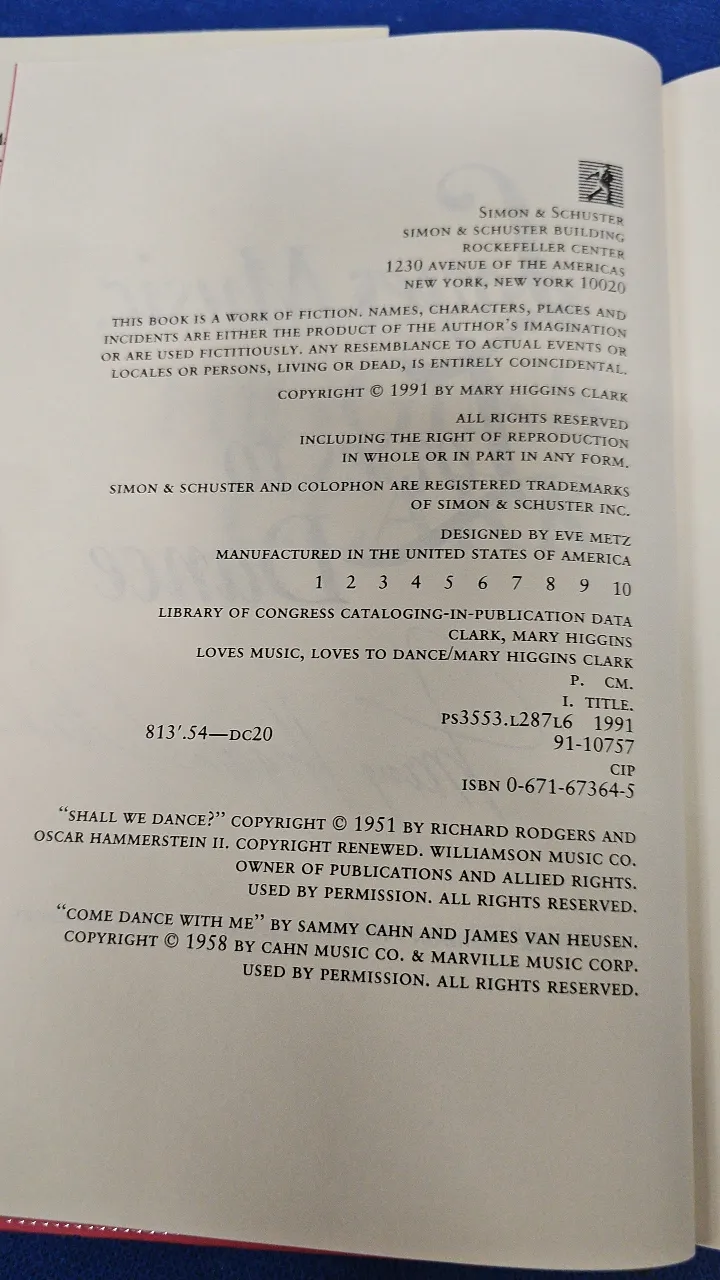 SIMON & SCHUSTER
SIMON & SCHUSTER BUILDING
ROCKEFELLER CENTER
1230 AVENUE OF THE AMERICAS
NEW YORK, NEW YORK 10020
THIS BOOK IS A WORK OF FICTION. NAMES, CHARACTERS, PLACES AND
INCIDENTS ARE EITHER THE PRODUCT OF THE AUTHOR'S IMAGINATION
OR ARE USED FICTITIOUSLY. ANY RESEMBLANCE TO ACTUAL EVENTS OR
LOCALES OR PERSONS, LIVING OR DEAD, IS ENTIRELY COINCIDENTAL.
COPYRIGHT © 1991 BY MARY HIGGINS CLARK
ALL RIGHTS RESERVED
INCLUDING THE RIGHT OF REPRODUCTION
IN WHOLE OR IN PART IN ANY FORM.
SIMON & SCHUSTER AND COLOPHON ARE REGISTERED TRADEMARKS
OF SIMON & SCHUSTER INC.
DESIGNED BY EVE METZ
MANUFACTURED IN THE UNITED STATES OF AMERICA
1 2 3 4 5 6 7 8 9 10
LIBRARY OF CONGRESS CATALOGING-IN-PUBLICATION DATA
CLARK, MARY HIGGINS
LOVES MUSIC, LOVES TO DANCE/MARY HIGGINS CLARK
P. CM.
I. TITLE.
PS3553.L287L6 1991
813'.54—DC20 91-10757
CIP
ISBN 0-671-67364-5
"SHALL WE DANCE?" COPYRIGHT © 1951 BY RICHARD RODGERS AND
OSCAR HAMMERSTEIN II. COPYRIGHT RENEWED. WILLIAMSON MUSIC CO.
OWNER OF PUBLICATIONS AND ALLIED RIGHTS.
USED BY PERMISSION. ALL RIGHTS RESERVED.
"COME DANCE WITH ME" BY SAMMY CAHN AND JAMES VAN HEUSEN.
COPYRIGHT © 1958 BY CAHN MUSIC CO. & MARVILLE MUSIC CORP.
USED BY PERMISSION. ALL RIGHTS RESERVED.